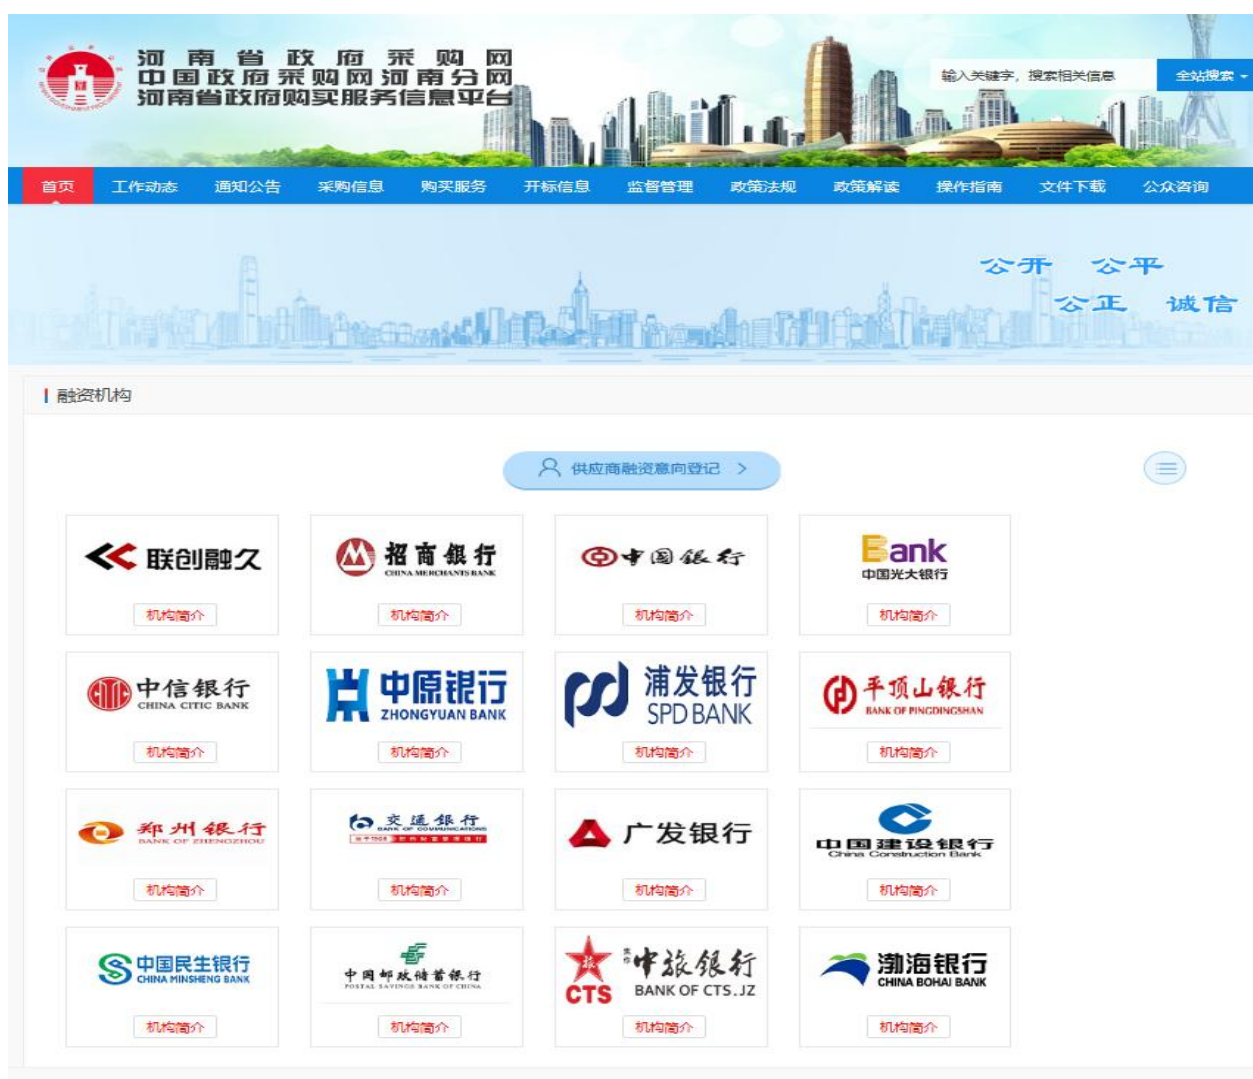 河南省政府采购网
中国政府采购网河南分网
河南省政府购买服务信息平台
输入关键字，搜索相关信息 全站搜索
首页 工作动态 通知公告 采购信息 购买服务 开标信息 监督管理 政策法规 政策解读 操作指南 文件下载 公众咨询
公开 公平
公正 诚信
融资机构
供应商融资意向登记 >
联创融久
机构简介
招商银行
CHINA MERCHANTS BANK
机构简介
中国银行
机构简介
Bank
中国光大银行
机构简介
中信银行
CHINA CITIC BANK
机构简介
中原银行
ZHONGYUAN BANK
机构简介
浦发银行
SPD BANK
机构简介
平顶山银行
BANK OF PINGDINGSHAN
机构简介
郑州银行
BANK OF ZHENGZHOU
机构简介
交通银行
BANK OF COMMUNICATIONS
机构简介
广发银行
机构简介
中国建设银行
China Construction Bank
机构简介
中国民生银行
CHINA MINSHENG BANK
机构简介
中国邮政储蓄银行
POSTAL SAVINGS BANK OF CHINA
机构简介
旅
CTS
焦作中旅银行
BANK OF CTS.JZ
机构简介
渤海银行
CHINA BOHAI BANK
机构简介